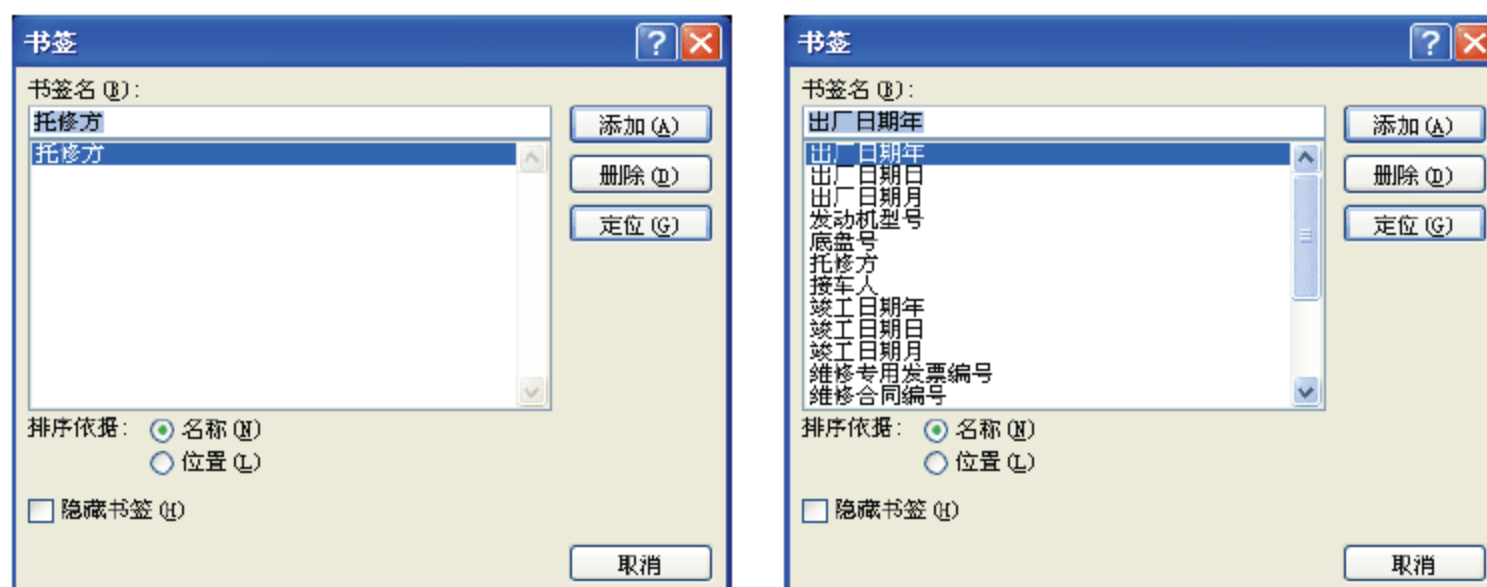 书签
书签名(B):
托修方
添加(A)
托修方
删除(D)
定位(G)
排序依据: 名称(N)
位置(L)
隐藏书签(H)
取消
书签
书签名(B):
出厂日期年
添加(A)
出厂日期年
出厂日期日
删除(D)
出厂日期月
发动机型号
定位(G)
底盘号
托修方
接车人
竣工日期年
竣工日期日
竣工日期月
维修专用发票编号
维修合同编号
排序依据: 名称(N)
位置(L)
隐藏书签(H)
取消